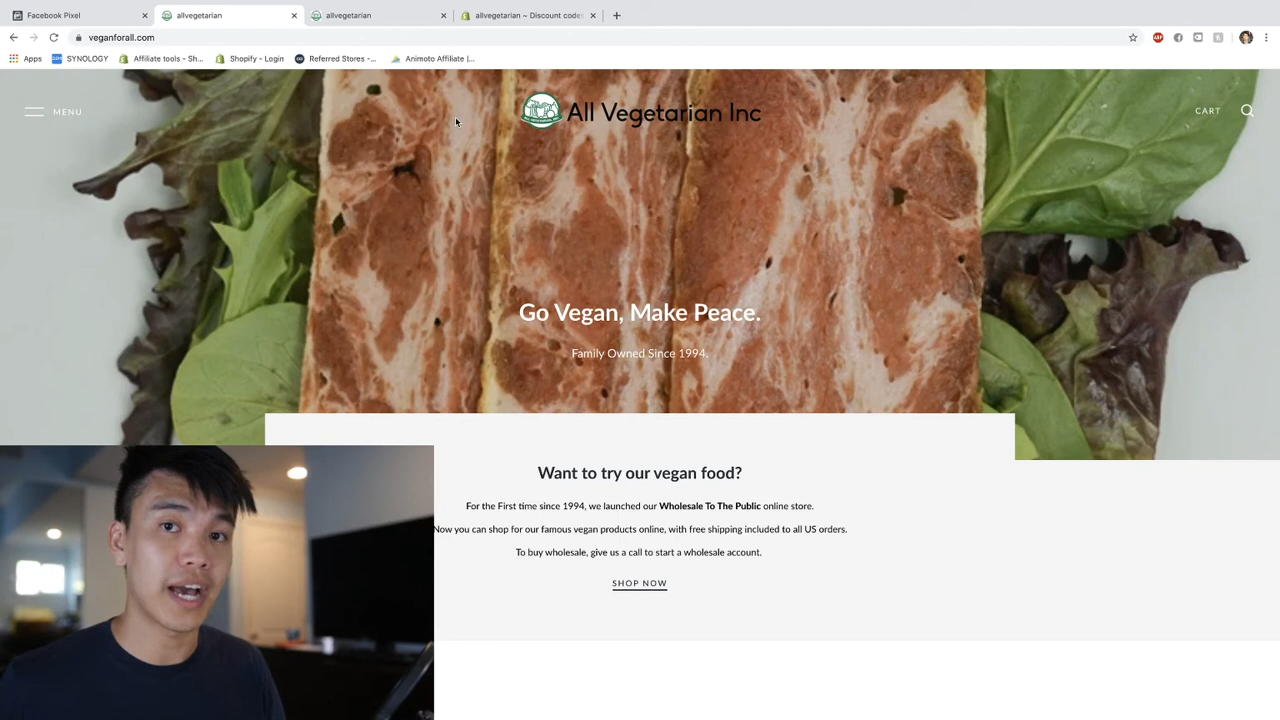 Facebook Pixel
allvegetarian
allvegetarian
allvegetarian ~ Discount codes
veganforall.com
ABP
Apps
SYNOLOGY
Affiliate tools - Sh...
Shopify - Login
Referred Stores -...
Animoto Affiliate |...
MENU
All Vegetarian Inc
CART
Go Vegan, Make Peace.
Family Owned Since 1994.
Want to try our vegan food?
For the First time since 1994, we launched our Wholesale To The Public online store.
Now you can shop for our famous vegan products online, with free shipping included to all US orders.
To buy wholesale, give us a call to start a wholesale account.
SHOP NOW